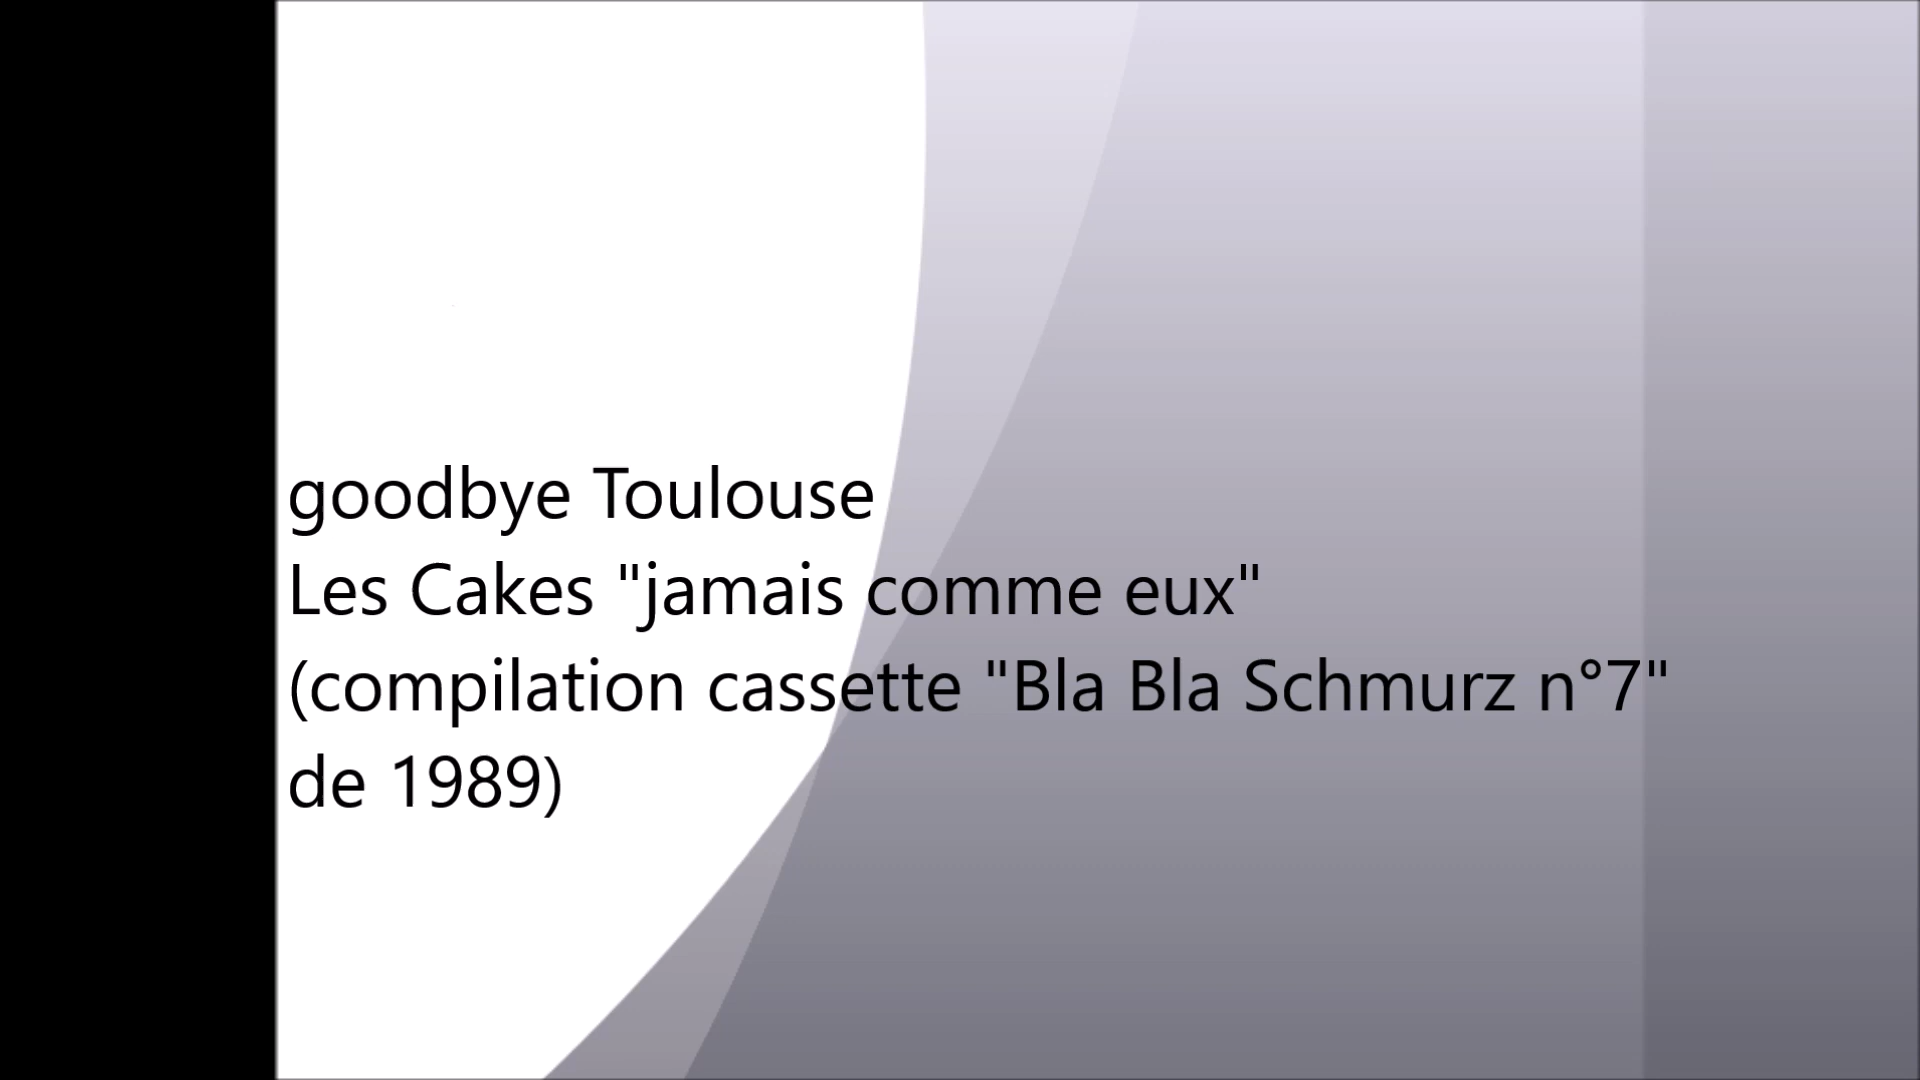 goodbye Toulouse
Les Cakes "jamais comme eux"
(compilation cassette "Bla Bla Schmurz n°7"
de 1989)